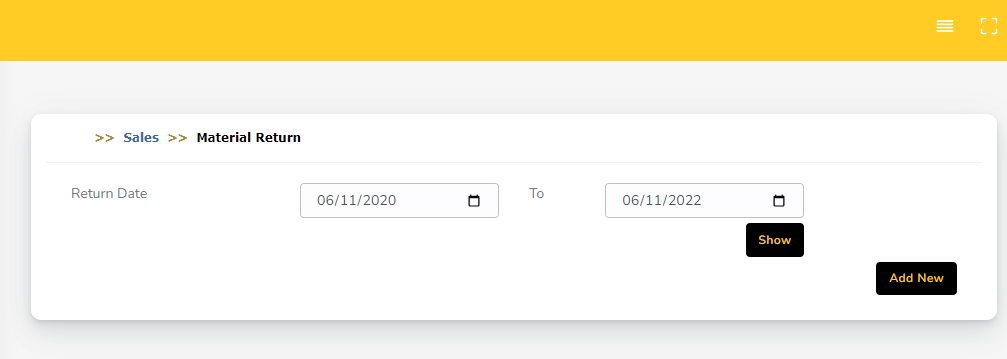 >> Sales >> Material Return
Return Date 06/11/2020 To 06/11/2022
Show
Add New